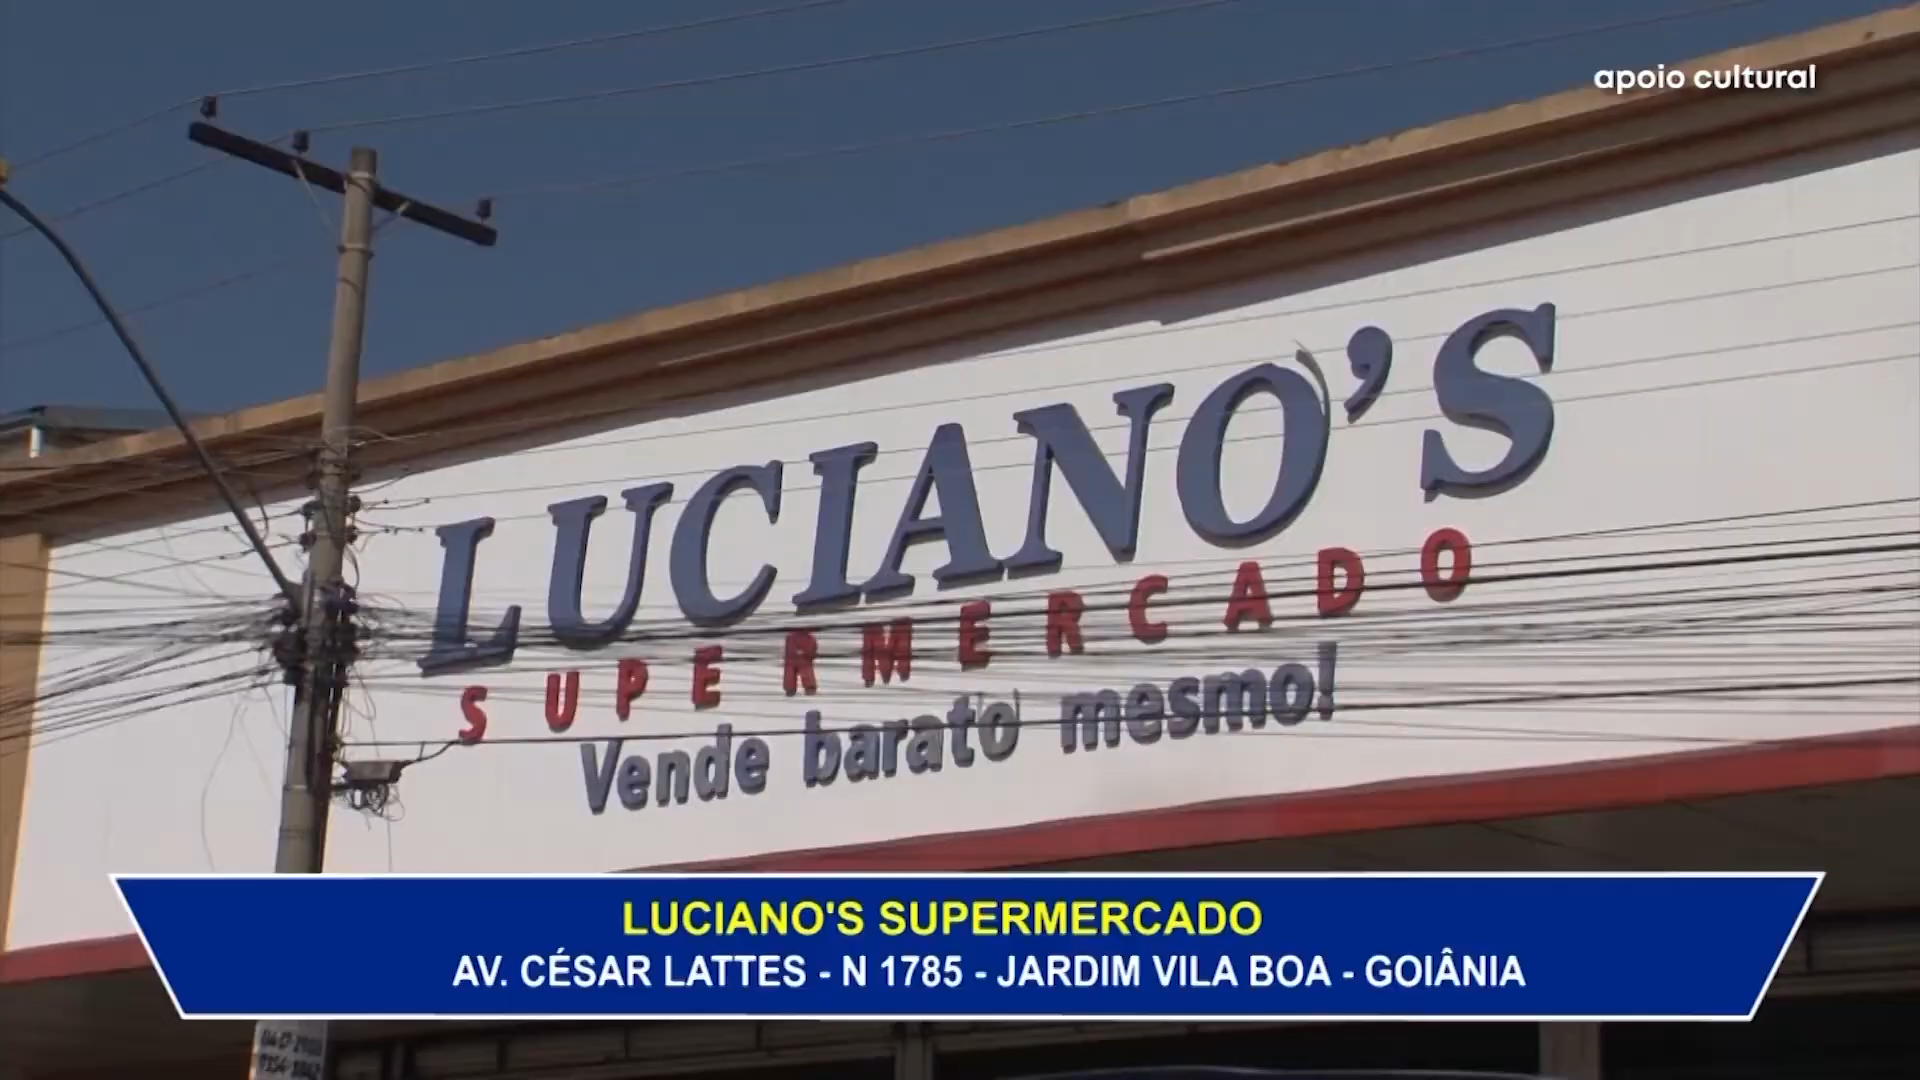 apoio cultural
LUCIANO'S
SUPERMERCADO
Vende barato mesmo!
LUCIANO'S SUPERMERCADO
AV. CÉSAR LATTES - N 1785 - JARDIM VILA BOA - GOIÂNIA